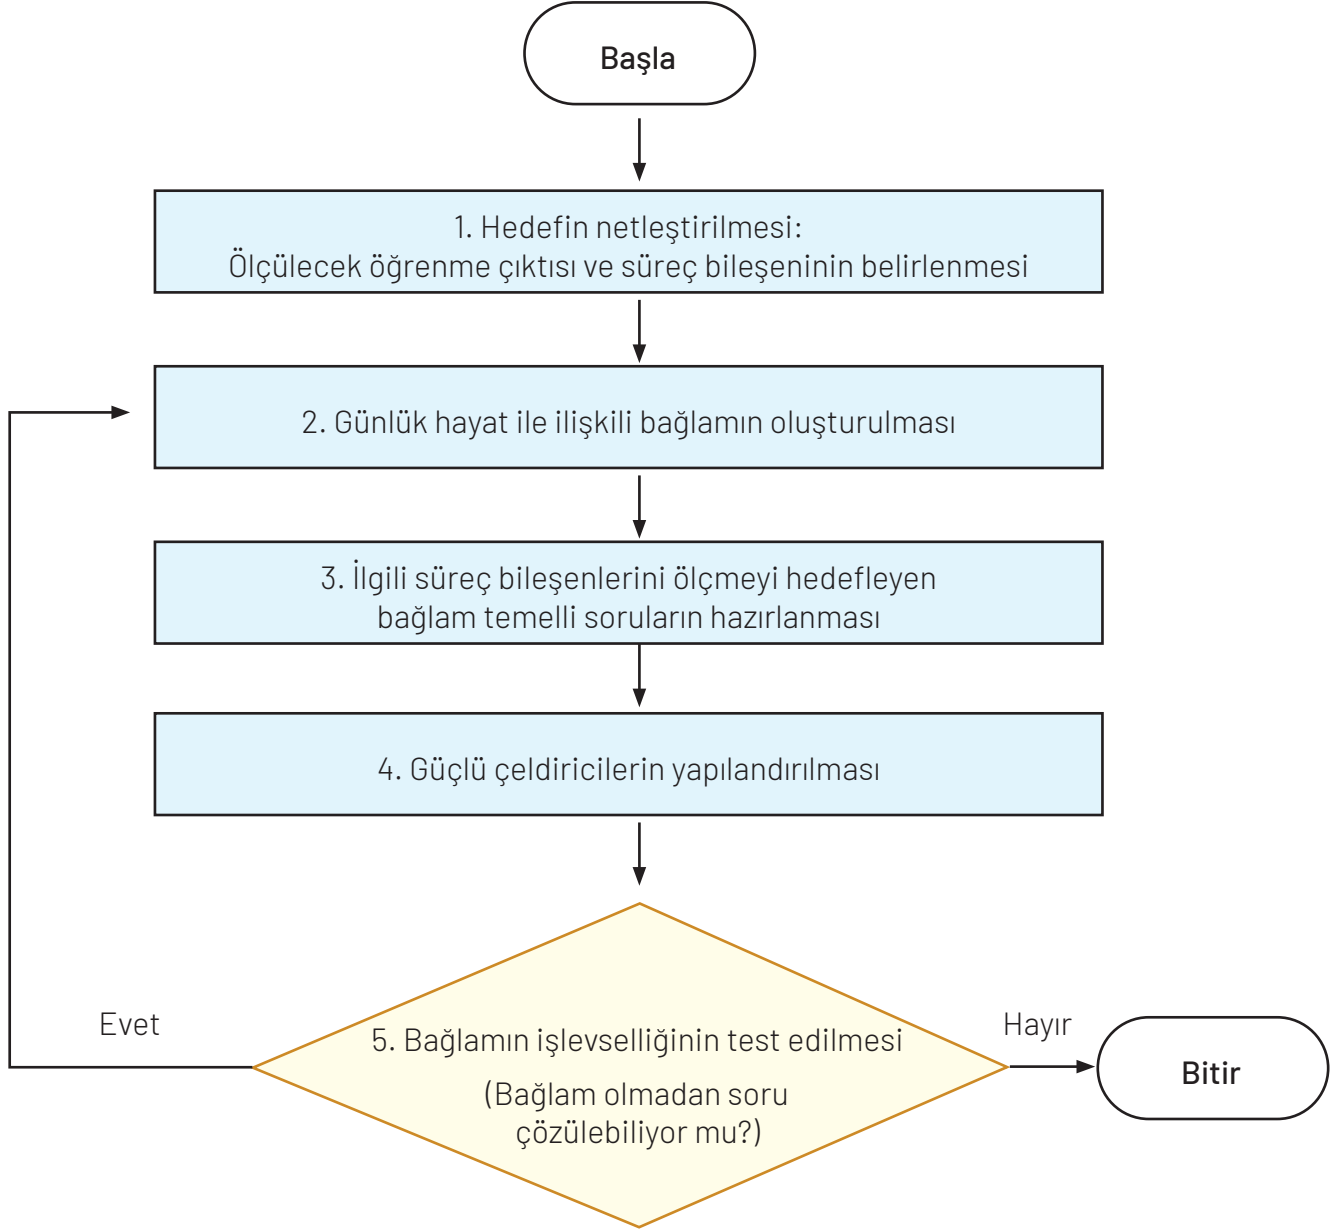 Başla
1. Hedefin netleştirilmesi:
Ölçülecek öğrenme çıktısı ve süreç bileşeninin belirlenmesi
2. Günlük hayat ile ilişkili bağlamın oluşturulması
3. İlgili süreç bileşenlerini ölçmeyi hedefleyen
bağlam temelli soruların hazırlanması
4. Güçlü çeldiricilerin yapılandırılması
Evet
5. Bağlamın işlevselliğinin test edilmesi
(Bağlam olmadan soru
çözülebiliyor mu?)
Hayır
Bitir